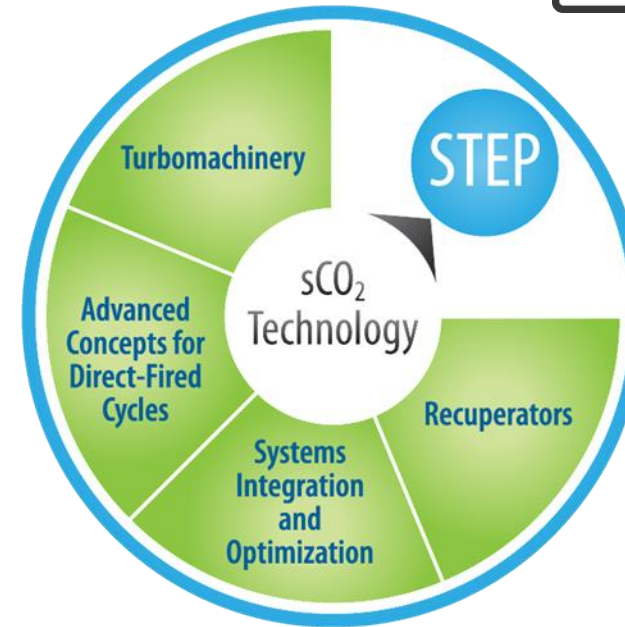 STEP
Turbomachinery
sCO₂
Technology
Advanced
Concepts for
Direct-Fired
Cycles
Recuperators
Systems
Integration
and
Optimization